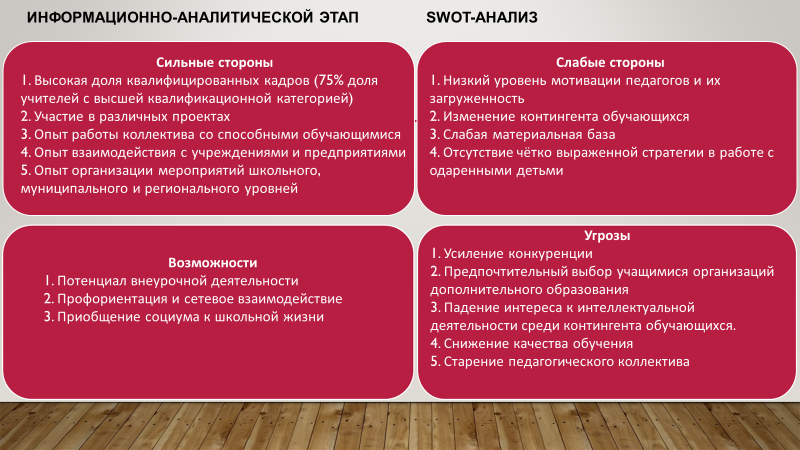 ИНФОРМАЦИОННО-АНАЛИТИЧЕСКОЙ ЭТАП
SWOT-АНАЛИЗ
Сильные стороны
1. Высокая доля квалифицированных кадров (75% доля
учителей с высшей квалификационной категорией)
2. Участие в различных проектах
3. Опыт работы коллектива со способными обучающимися
4. Опыт взаимодействия с учреждениями и предприятиями
5. Опыт организации мероприятий школьного,
муниципального и регионального уровней
Слабые стороны
1. Низкий уровень мотивации педагогов и их
загруженность
2. Изменение контингента обучающихся
3. Слабая материальная база
4. Отсутствие чётко выраженной стратегии в работе с
одаренными детьми
Возможности
1. Потенциал внеурочной деятельности
2. Профориентация и сетевое взаимодействие
3. Приобщение социума к школьной жизни
Угрозы
1. Усиление конкуренции
2. Предпочтительный выбор учащимися организаций
дополнительного образования
3. Падение интереса к интеллектуальной
деятельности среди контингента обучающихся.
4. Снижение качества обучения
5. Старение педагогического коллектива